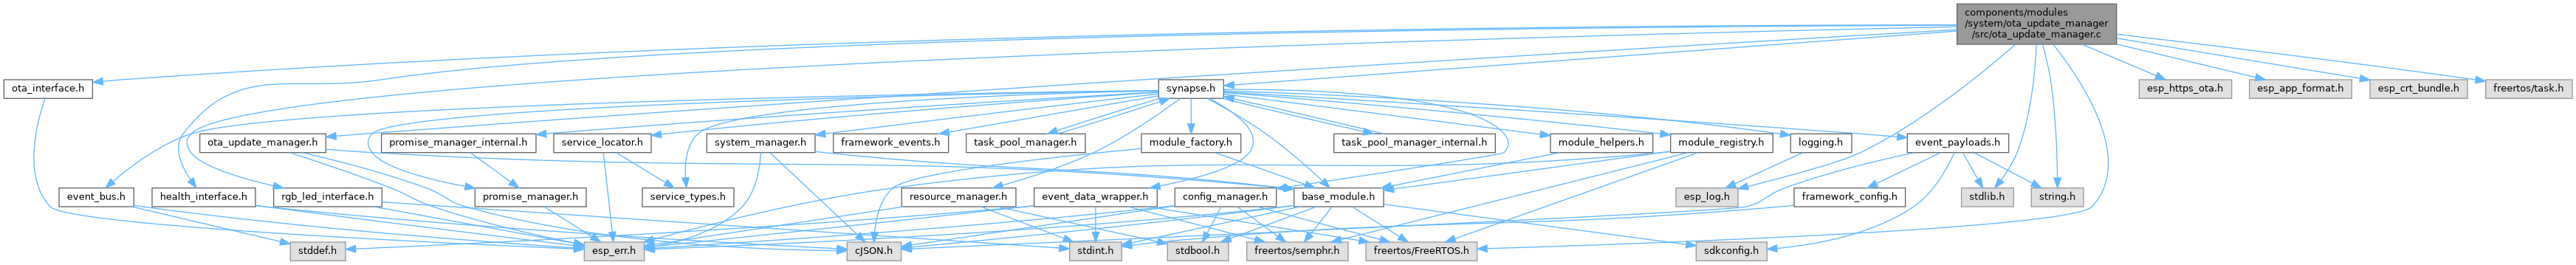 components/modules
/system/ota_update_manager
/src/ota_update_manager.c
ota_interface.h
synapse.h
esp_https_ota.h
esp_app_format.h
esp_crt_bundle.h
freertos/task.h
ota_update_manager.h
promise_manager_internal.h
service_locator.h
system_manager.h
framework_events.h
task_pool_manager.h
module_factory.h
task_pool_manager_internal.h
module_helpers.h
module_registry.h
logging.h
event_payloads.h
event_bus.h
health_interface.h
rgb_led_interface.h
promise_manager.h
service_types.h
resource_manager.h
event_data_wrapper.h
config_manager.h
base_module.h
esp_log.h
framework_config.h
stdlib.h
string.h
stddef.h
esp_err.h
cJSON.h
stdint.h
stdbool.h
freertos/semphr.h
freertos/FreeRTOS.h
sdkconfig.h